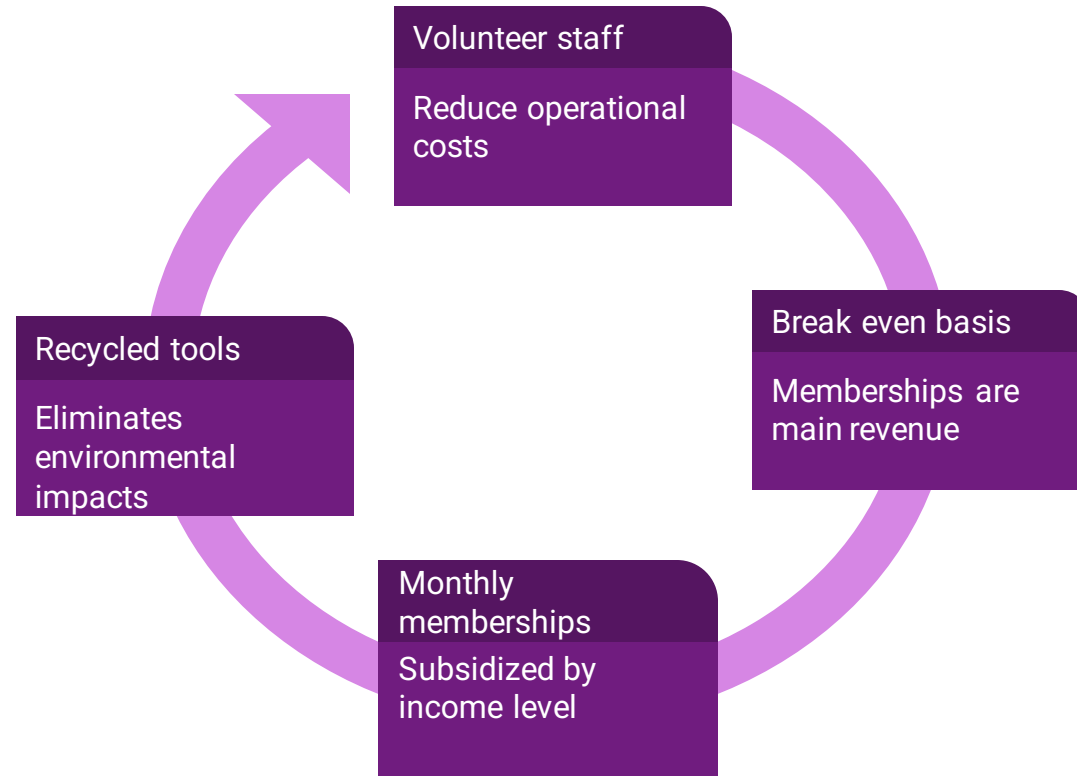 Volunteer staff
Reduce operational
costs
Break even basis
Memberships are
main revenue
Monthly
memberships
Subsidized by
income level
Recycled tools
Eliminates
environmental
impacts